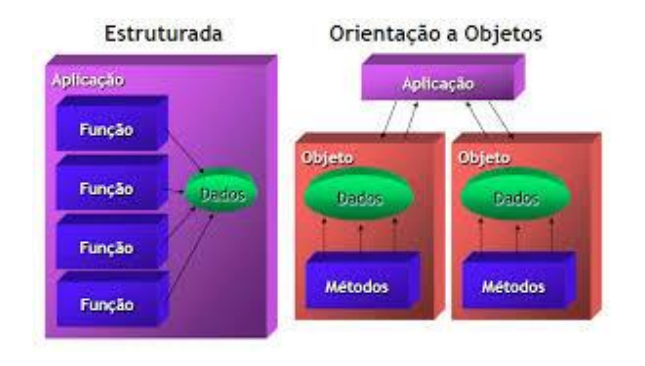 Estruturada
Orientação a Objetos
Aplicação
Função
Função
Função
Função
Dados
Aplicação
Objeto
Dados
Métodos
Objeto
Dados
Métodos